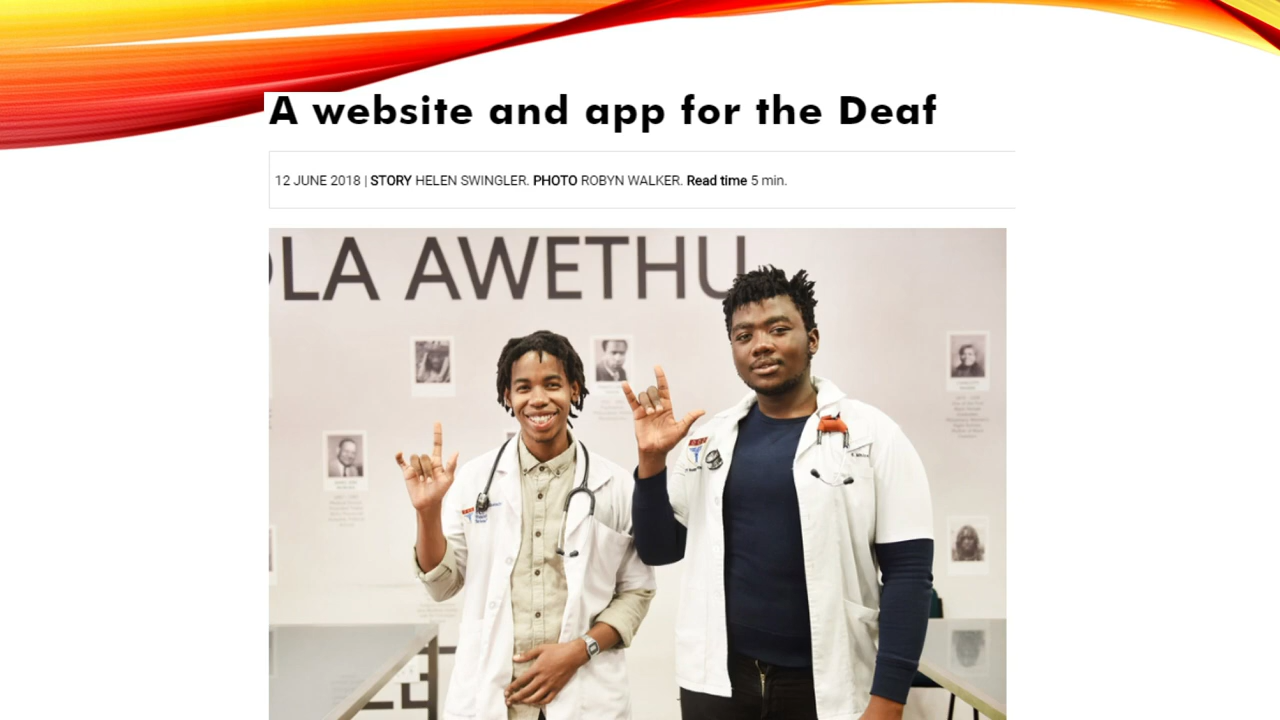 A website and app for the Deaf
12 JUNE 2018 | STORY HELEN SWINGLER. PHOTO ROBYN WALKER. Read time 5 min.
LA AWETHU